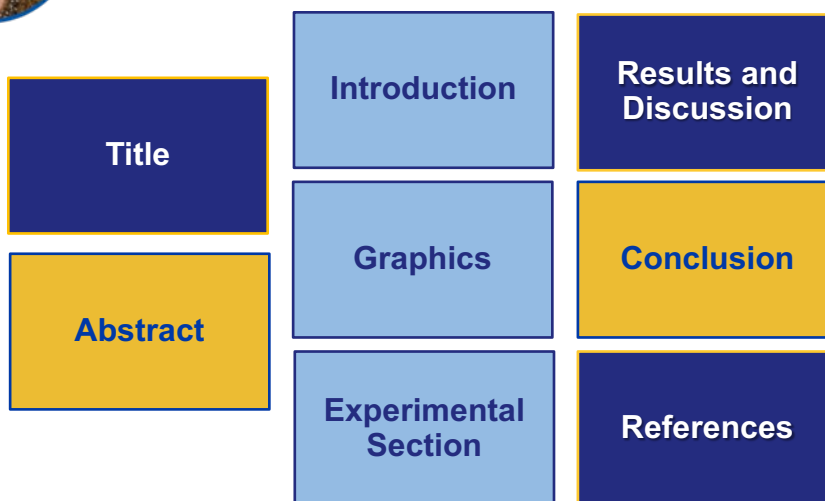 Title
Abstract
Introduction
Graphics
Experimental
Section
Results and
Discussion
Conclusion
References